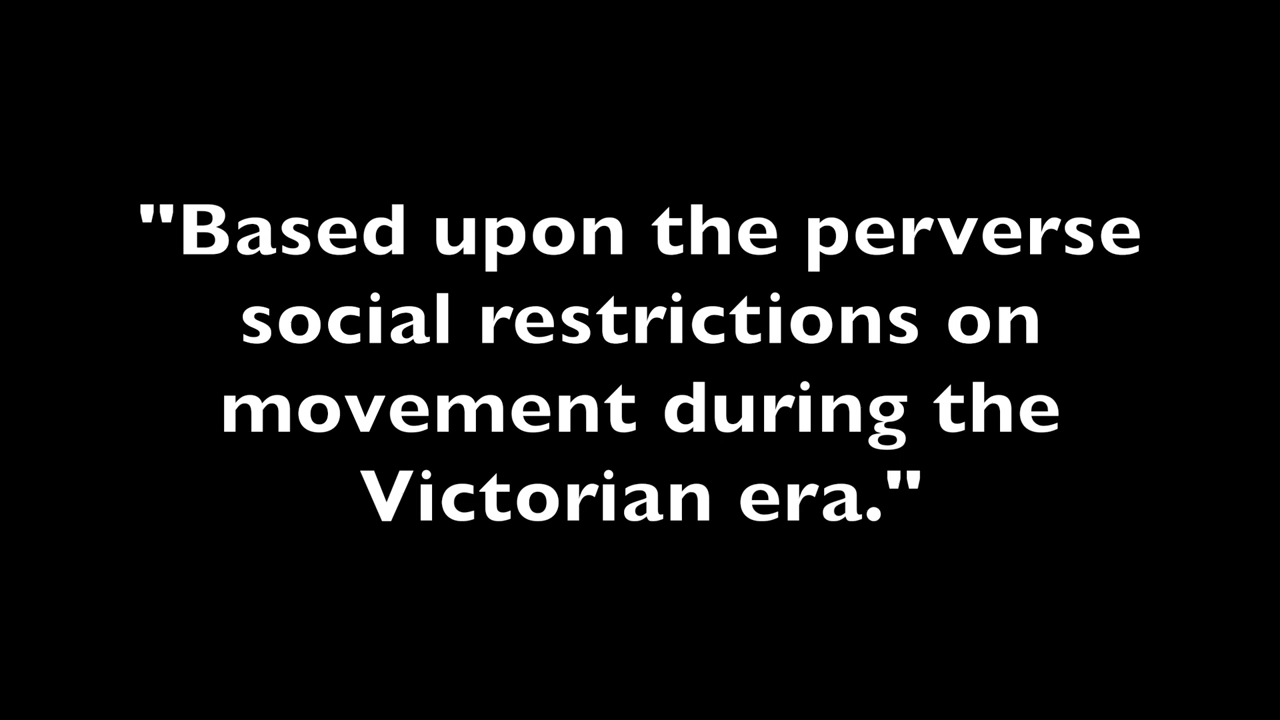 "Based upon the perverse
social restrictions on
movement during the
Victorian era."